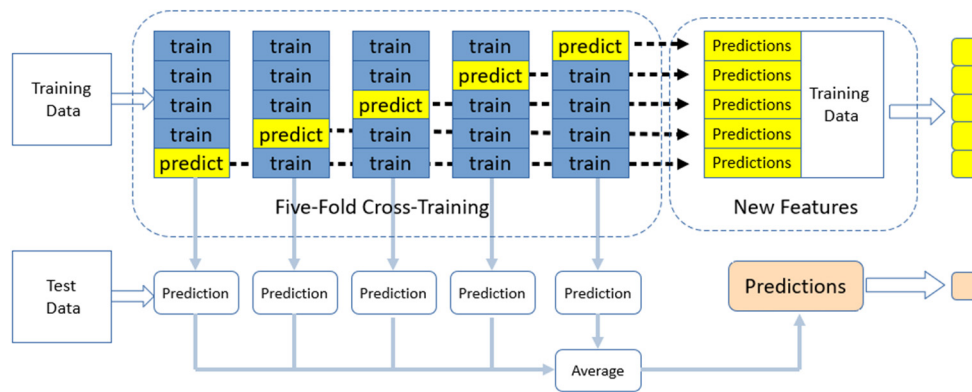 Training
Data
train train train train predict
train train train predict train
train train predict train train
train predict train train train
predict train train train train
Five-Fold Cross-Training
Predictions
Predictions
Predictions
Predictions
Predictions
Training
Data
New Features
Test
Data
Prediction Prediction Prediction Prediction Prediction
Average
Predictions